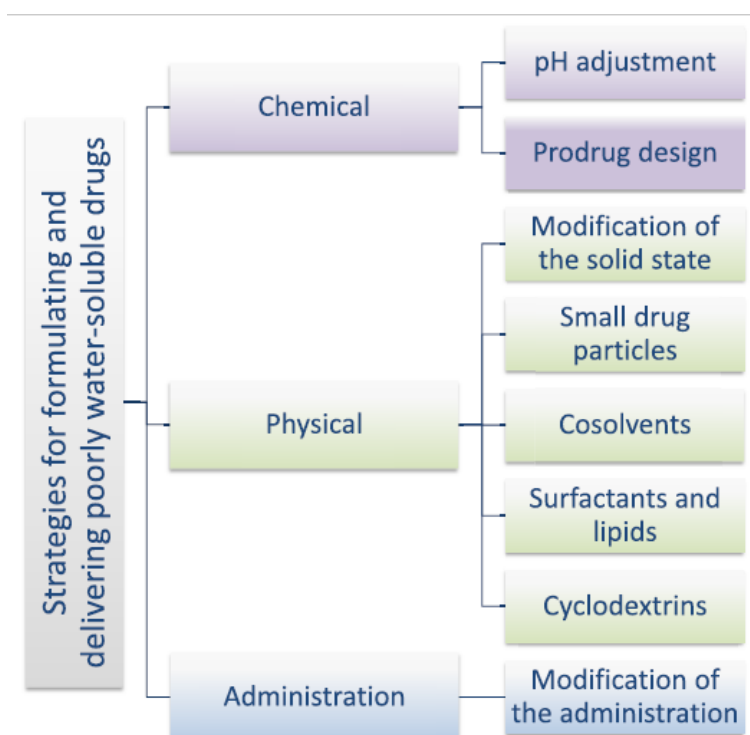 Strategies for formulating and
delivering poorly water-soluble drugs
Chemical
pH adjustment
Prodrug design
Physical
Modification of
the solid state
Small drug
particles
Cosolvents
Surfactants and
lipids
Cyclodextrins
Administration
Modification of
the administration